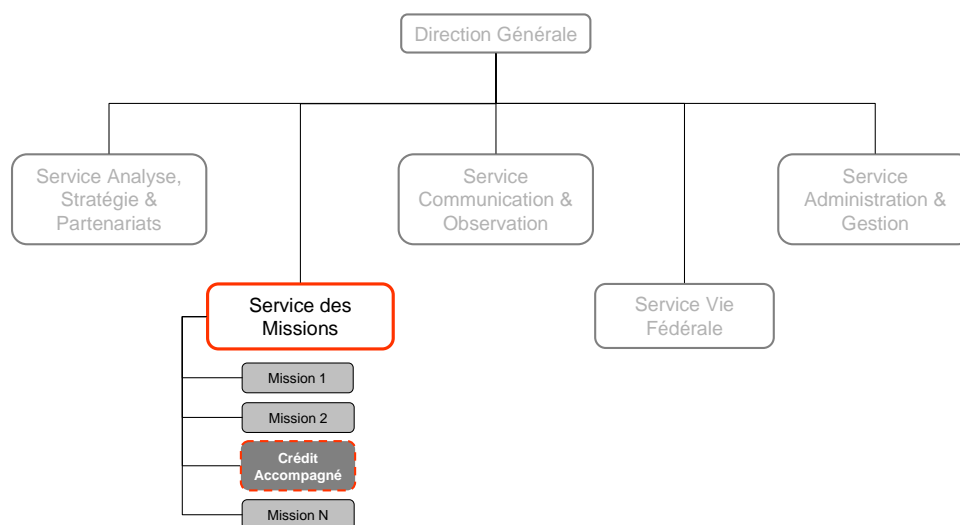 Direction Générale
Service Analyse,
Stratégie &
Partenariats
Service
Communication &
Observation
Service
Administration &
Gestion
Service des
Missions
Service Vie
Fédérale
Mission 1
Mission 2
Crédit
Accompagné
Mission N